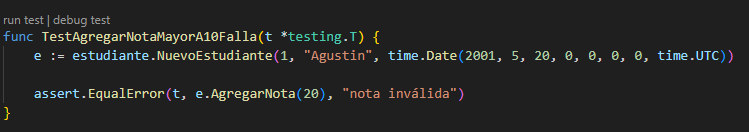 run test | debug test
func TestAgregarNotaMayorA10Falla(t *testing.T) {
    e := estudiante.NuevoEstudiante(1, "Agustin", time.Date(2001, 5, 20, 0, 0, 0, 0, time.UTC))

    assert.EqualError(t, e.AgregarNota(20), "nota inválida")
}